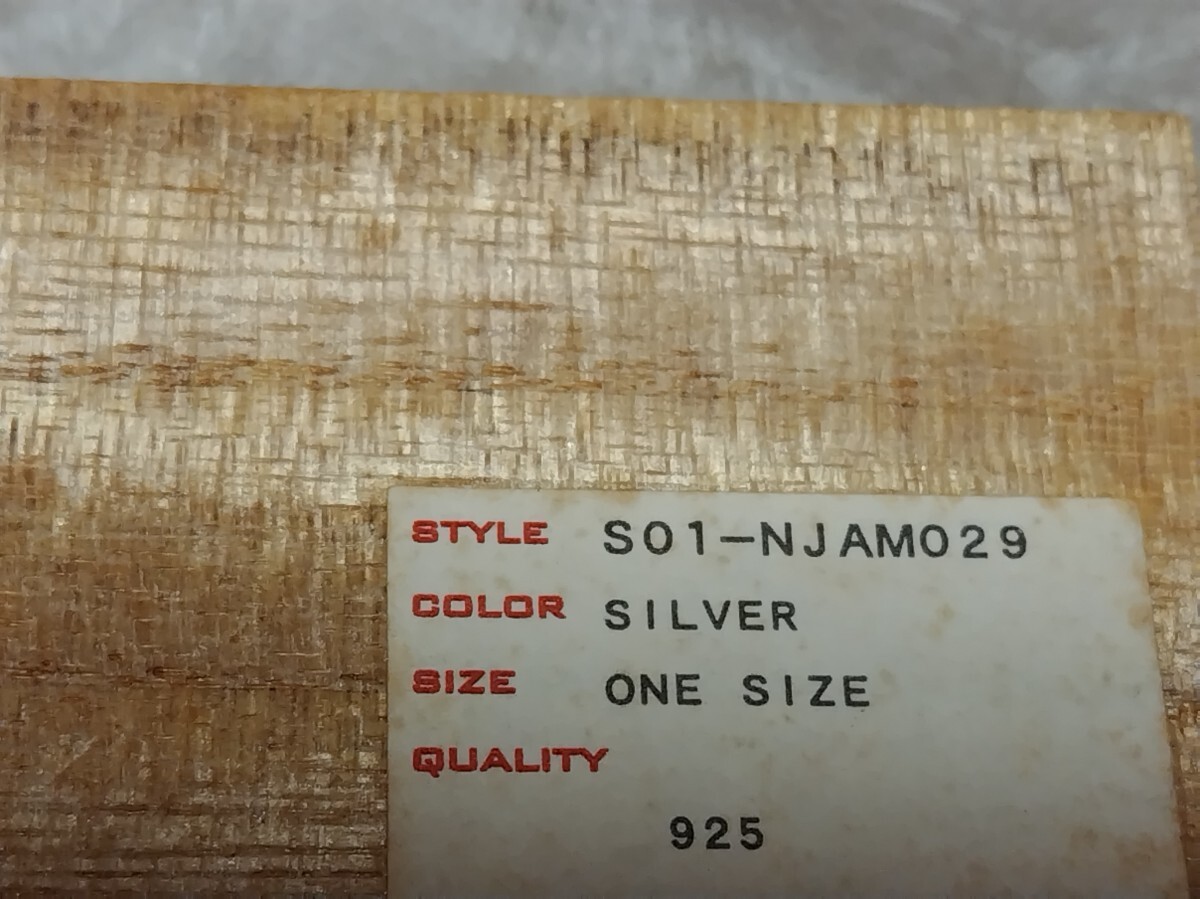 STYLE S01-NJAM029
COLOR SILVER
SIZE ONE SIZE
QUALITY
925